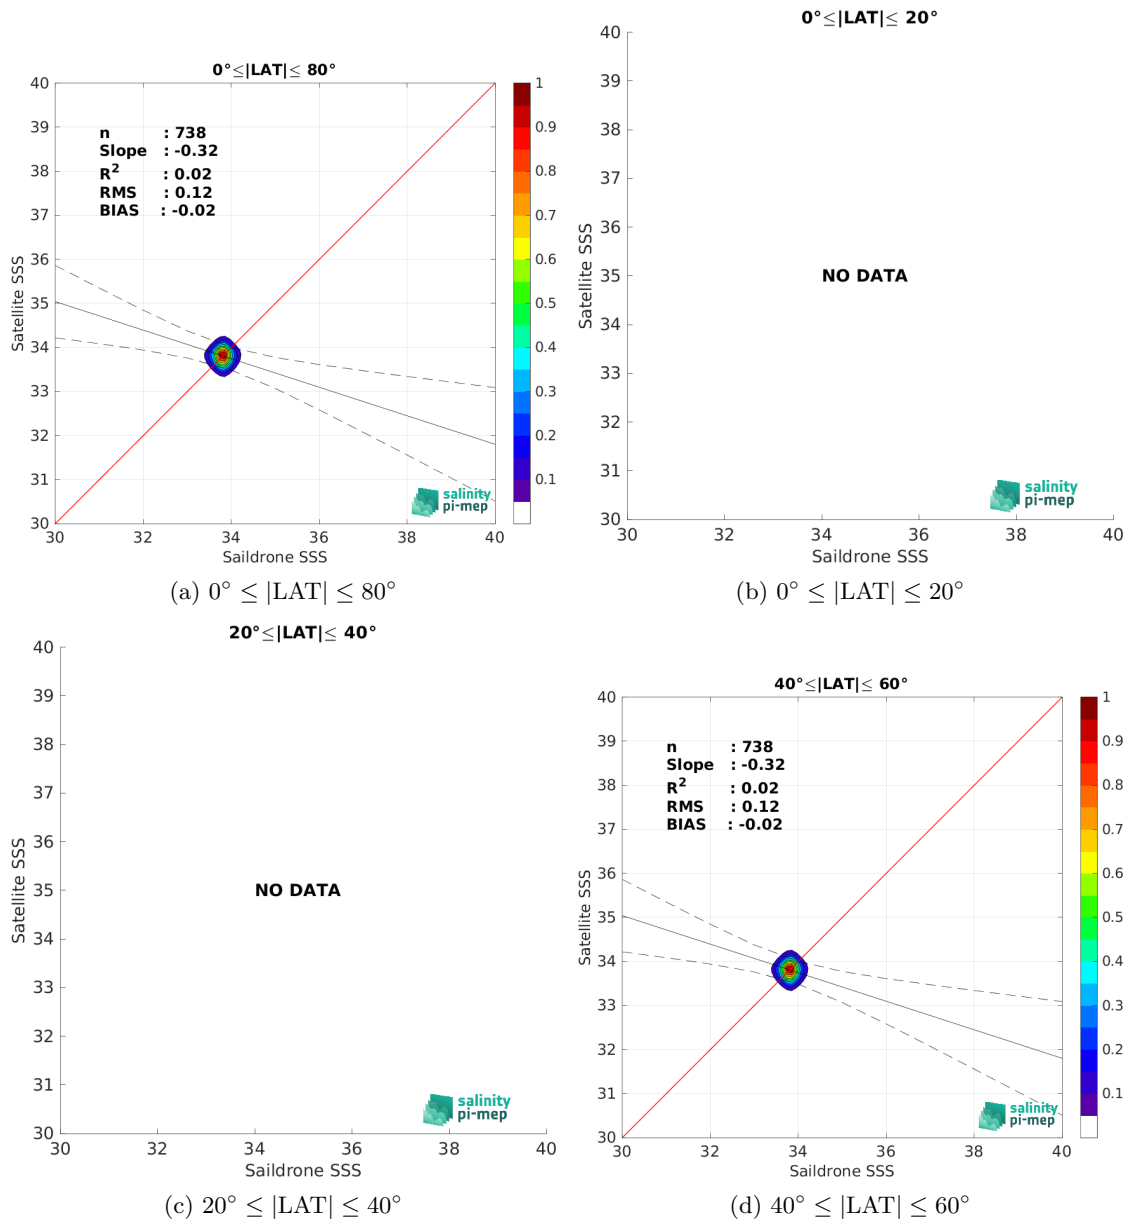 0°≤|LAT|≤ 80°
40
39
38
37
36
35
34
33
32
31
30
Satellite SSS
n : 738
Slope : -0.32
R² : 0.02
RMS : 0.12
BIAS : -0.02
salinity
pi-mep
30 32 34 36 38 40
Saildrone SSS
1
0.9
0.8
0.7
0.6
0.5
0.4
0.3
0.2
0.1
(a) 0° ≤ |LAT| ≤ 80°
0°≤|LAT|≤ 20°
40
39
38
37
36
35
34
33
32
31
30
Satellite SSS
NO DATA
salinity
pi-mep
30 32 34 36 38 40
Saildrone SSS
(b) 0° ≤ |LAT| ≤ 20°
20°≤|LAT|≤ 40°
40
39
38
37
36
35
34
33
32
31
30
Satellite SSS
NO DATA
salinity
pi-mep
30 32 34 36 38 40
Saildrone SSS
(c) 20° ≤ |LAT| ≤ 40°
40°≤|LAT|≤ 60°
40
39
38
37
36
35
34
33
32
31
30
Satellite SSS
n : 738
Slope : -0.32
R² : 0.02
RMS : 0.12
BIAS : -0.02
salinity
pi-mep
30 32 34 36 38 40
Saildrone SSS
1
0.9
0.8
0.7
0.6
0.5
0.4
0.3
0.2
0.1
(d) 40° ≤ |LAT| ≤ 60°